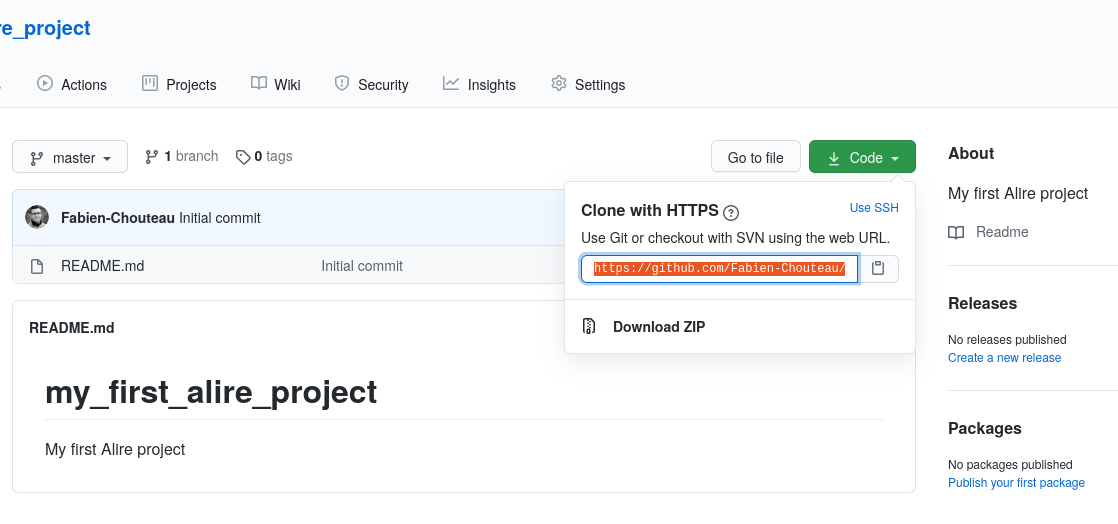 re_project
Actions Projects Wiki Security Insights Settings
master 1 branch 0 tags Go to file Code
Fabien-Chouteau Initial commit
README.md Initial commit
Clone with HTTPS Use SSH
Use Git or checkout with SVN using the web URL.
https://github.com/Fabien-Chouteau/
Download ZIP
README.md
my_first_alire_project
My first Alire project
About
My first Alire project
Readme
Releases
No releases published
Create a new release
Packages
No packages published
Publish your first package